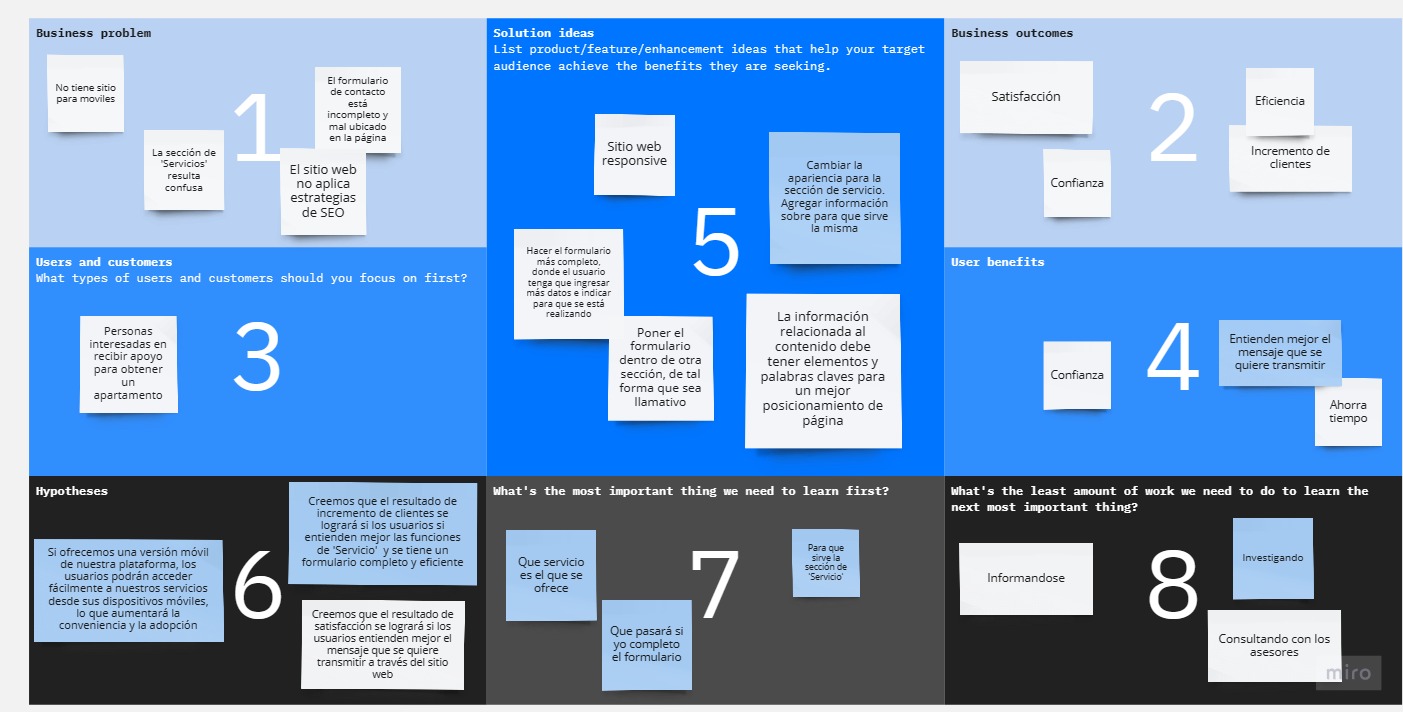 Business problem
No tiene sitio
para moviles
La sección de
'Servicios'
resulta
confusa
1
El formulario
de contacto
está
incompleto y
mal ubicado
en la página
El sitio web
no aplica
estrategias
de SEO
Solution ideas
List product/feature/enhancement ideas that help your target
audience achieve the benefits they are seeking.
Sitio web
responsive
Cambiar la
apariencia para la
sección de servicio.
Agregar información
sobre para que sirve
la misma
5
Hacer el formulario
más completo,
donde el usuario
tenga que ingresar
más datos e indicar
para que se está
realizando
Poner el
formulario
dentro de otra
sección, de tal
forma que sea
llamativo
La información
relacionada al
contenido debe
tener elementos y
palabras claves para
un mejor
posicionamiento de
página
Business outcomes
Satisfacción
Confianza
2
Eficiencia
Incremento de
clientes
Users and customers
What types of users and customers should you focus on first?
Personas
interesadas en
recibir apoyo
para obtener
un
apartamento
3
User benefits
Confianza
4
Entienden mejor el
mensaje que se
quiere transmitir
Ahorra
tiempo
Hypotheses
Si ofrecemos una versión móvil
de nuestra plataforma, los
usuarios podrán acceder
fácilmente a nuestros servicios
desde sus dispositivos móviles,
lo que aumentará la
conveniencia y la adopción
6
Creemos que el resultado de
incremento de clientes se
logrará si los usuarios si
entienden mejor las funciones
de 'Servicio' y se tiene un
formulario completo y eficiente
Creemos que el resultado de
satisfacción se logrará si los
usuarios entienden mejor el
mensaje que se quiere
transmitir a través del sitio
web
What's the most important thing we need to learn first?
Que servicio
es el que se
ofrece
Que pasará si
yo completo
el formulario
7
Para que
sirve la
sección de
'Servicio'
What's the least amount of work we need to do to learn the
next most important thing?
Informandose
8
Investigando
Consultando con los
asesores
miro